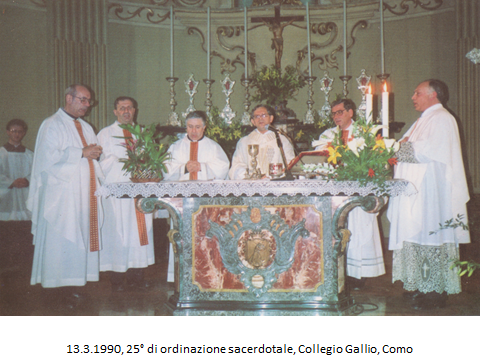 13.3.1990, 25° di ordinazione sacerdotale, Collegio Gallio, Como